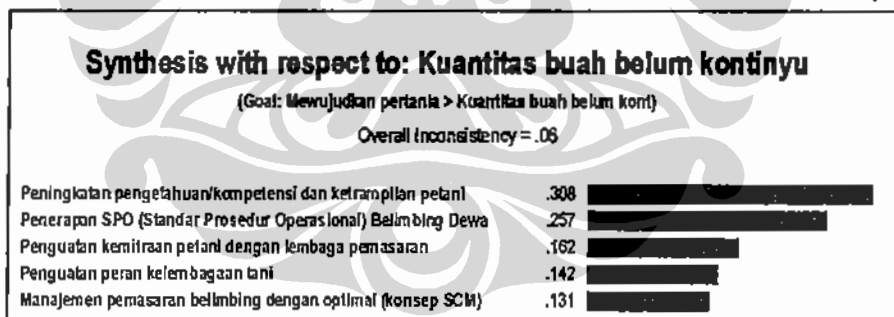 Synthesis with respect to: Kuantitas buah belum kontinyu
(Goal: Mewujudkan pertania > Kuantitas buah belum kont)
Overall Inconsistency = .06
Peningkatan pengetahuan/kompetensi dan ketrampilan petani .308
Penerapan SPO (Standar Prosedur Operasional) Belimbing Dewa .257
Penguatan kemitraan petani dengan lembaga pemasaran .162
Penguatan peran kelembagaan tani .142
Manajemen pemasaran belimbing dengan optimal (konsep SCM) .131